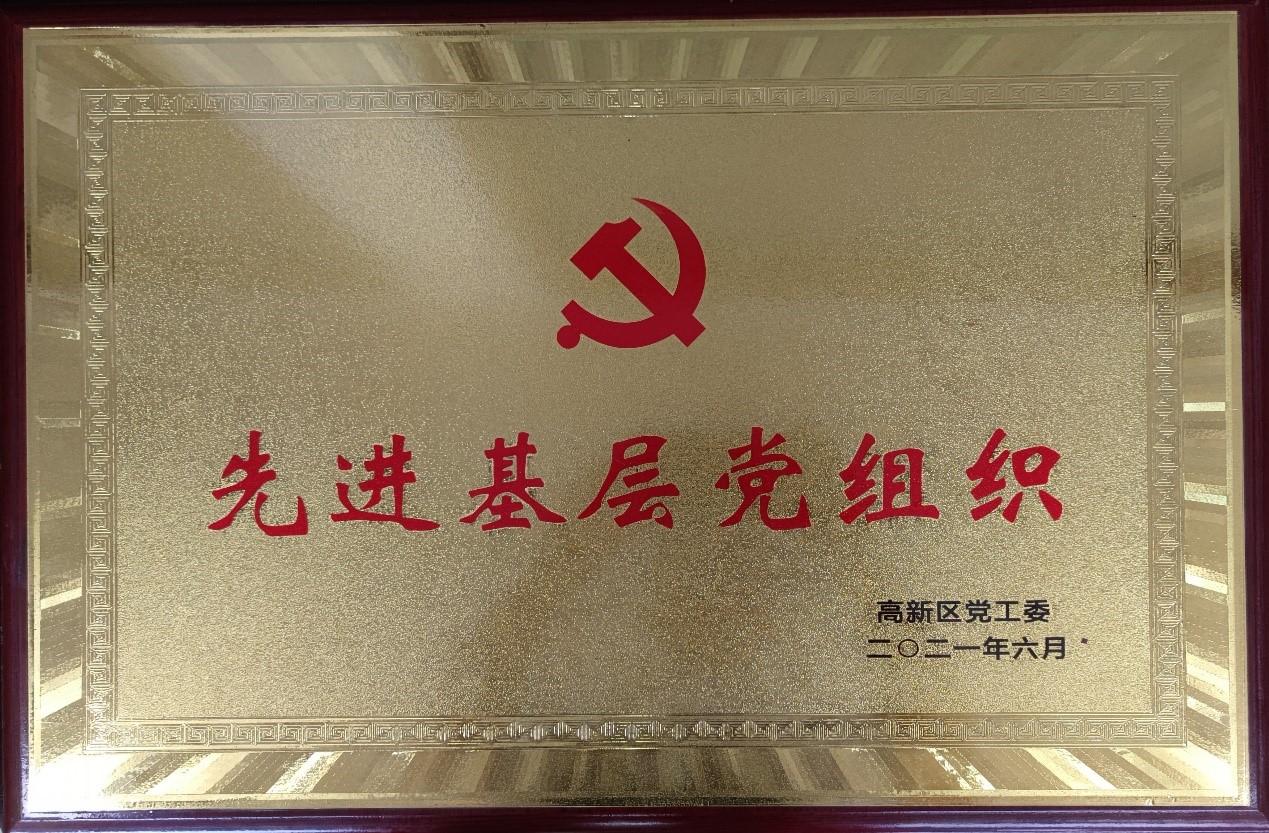 先进基层党组织
高新区党工委
二〇二一年六月